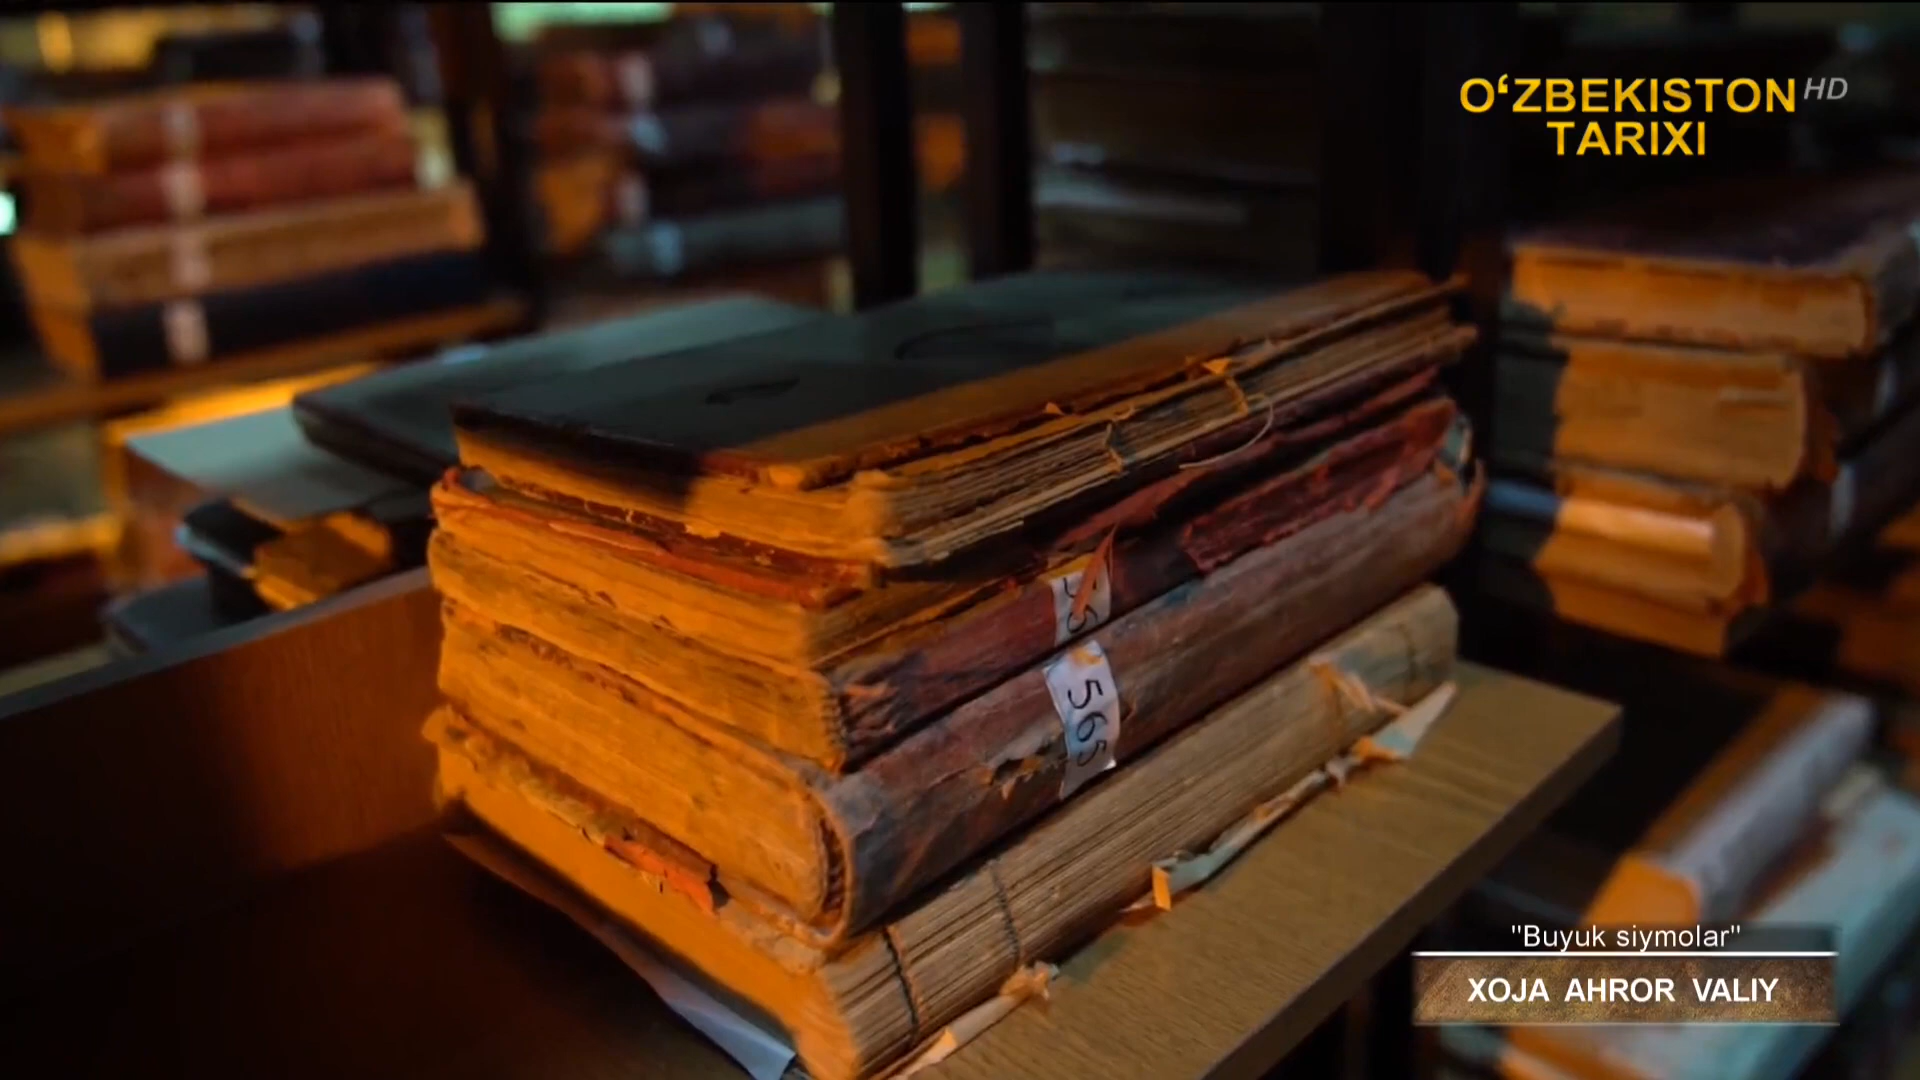 O‘ZBEKISTON HD
TARIXI
565
"Buyuk siymolar"
XOJA AHROR VALIY